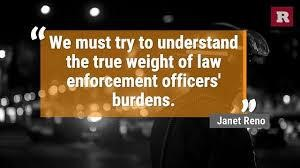 R
“We must try to understand
the true weight of law
enforcement officers'
burdens.”
Janet Reno